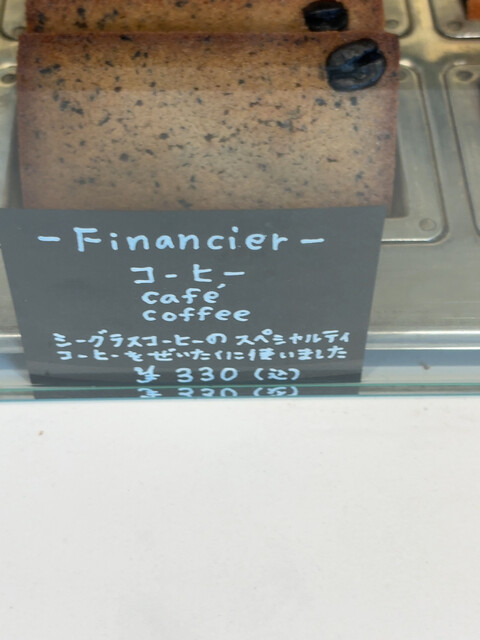 - Financier -
コーヒー
café
coffee
シーグラスコーヒーの スペシャルティ
コーヒーをぜいたくに使いました
¥ 330 (込)